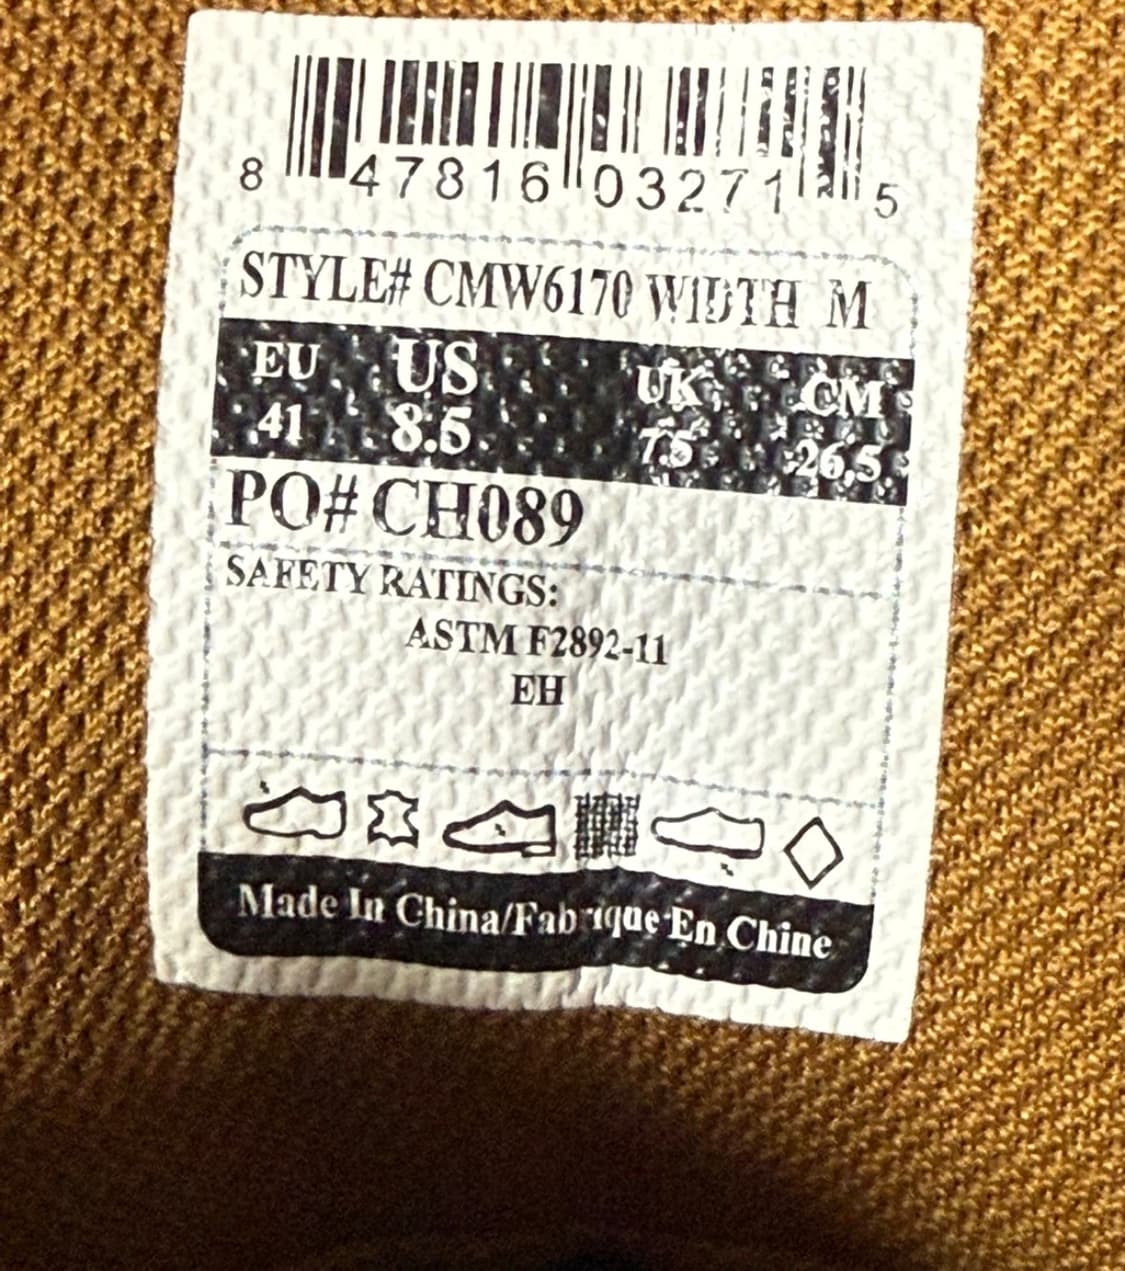 8 47816 03271 5
STYLE# CMW6170 WIDTH M
EU US UK CM
41 8.5 7.5 26.5
PO# CH089
SAFETY RATINGS:
ASTM F2892-11
EH
Made In China/Fabrique En Chine